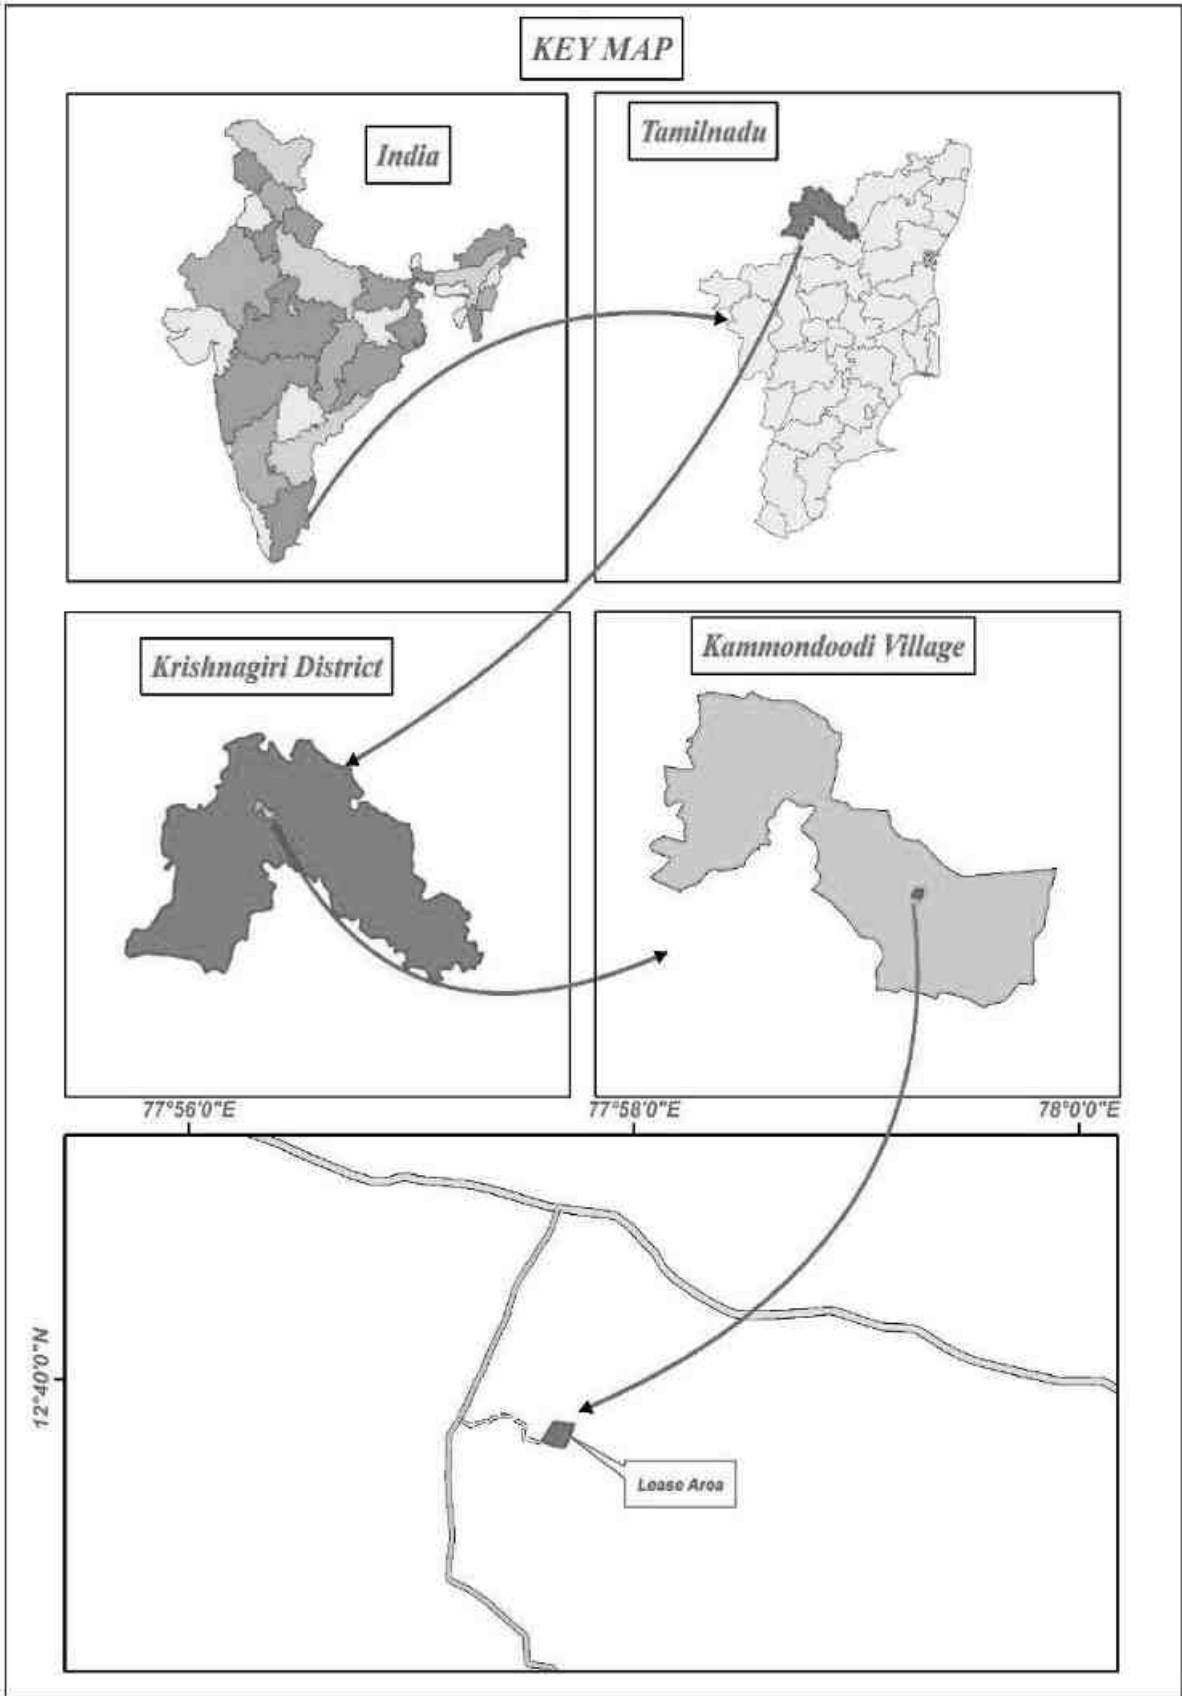 KEY MAP
India
Tamilnadu
Krishnagiri District
Kammondoodi Village
77°56'0"E
77°58'0"E
78°0'0"E
12°40'0"N
Lease Area